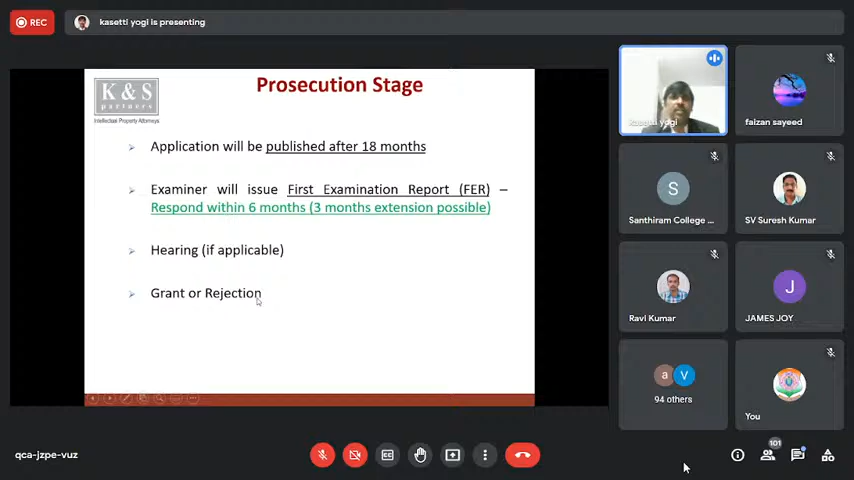 REC
kasetti yogi is presenting
K & S
partners
Intellectual Property Attorneys
Prosecution Stage
Application will be published after 18 months
Examiner will issue First Examination Report (FER) –
Respond within 6 months (3 months extension possible)
Hearing (if applicable)
Grant or Rejection
kasetti yogi
faizan sayeed
S
Santhiram College ...
SV Suresh Kumar
Ravi Kumar
J
JAMES JOY
a V
94 others
You
qca-jzpe-vuz
101